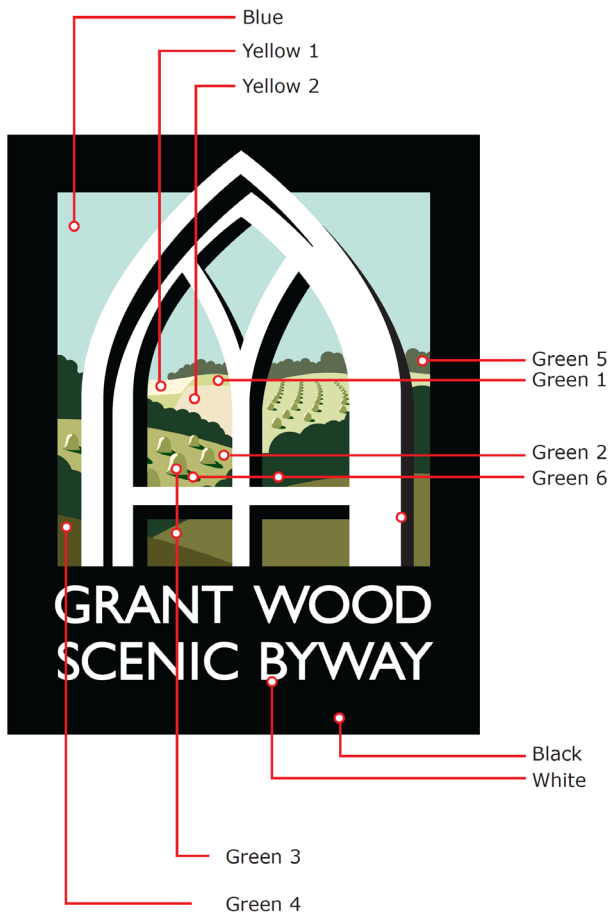 Blue
Yellow 1
Yellow 2
Green 5
Green 1
Green 2
Green 6
GRANT WOOD
SCENIC BYWAY
Black
White
Green 3
Green 4